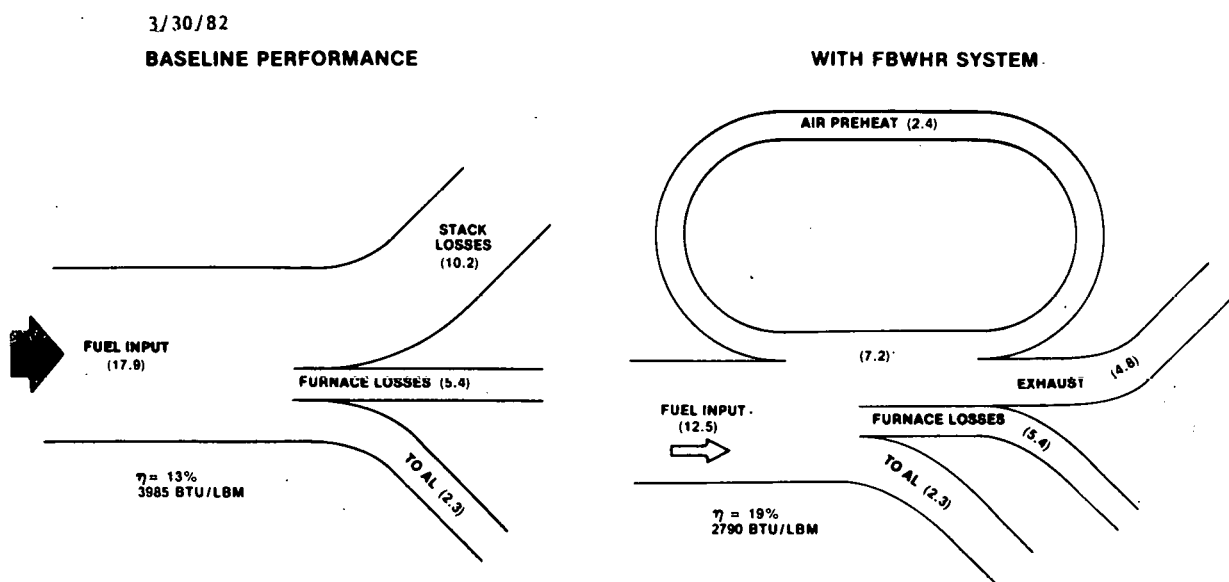 3/30/82
BASELINE PERFORMANCE
STACK
LOSSES
(10.2)
FUEL INPUT
(17.9)
FURNACE LOSSES (5.4)
TO AL (2.3)
η = 13%
3985 BTU/LBM
WITH FBWHR SYSTEM
AIR PREHEAT (2.4)
(7.2)
EXHAUST (4.8)
FUEL INPUT
(12.5)
FURNACE LOSSES (5.4)
TO AL (2.3)
η = 19%
2790 BTU/LBM